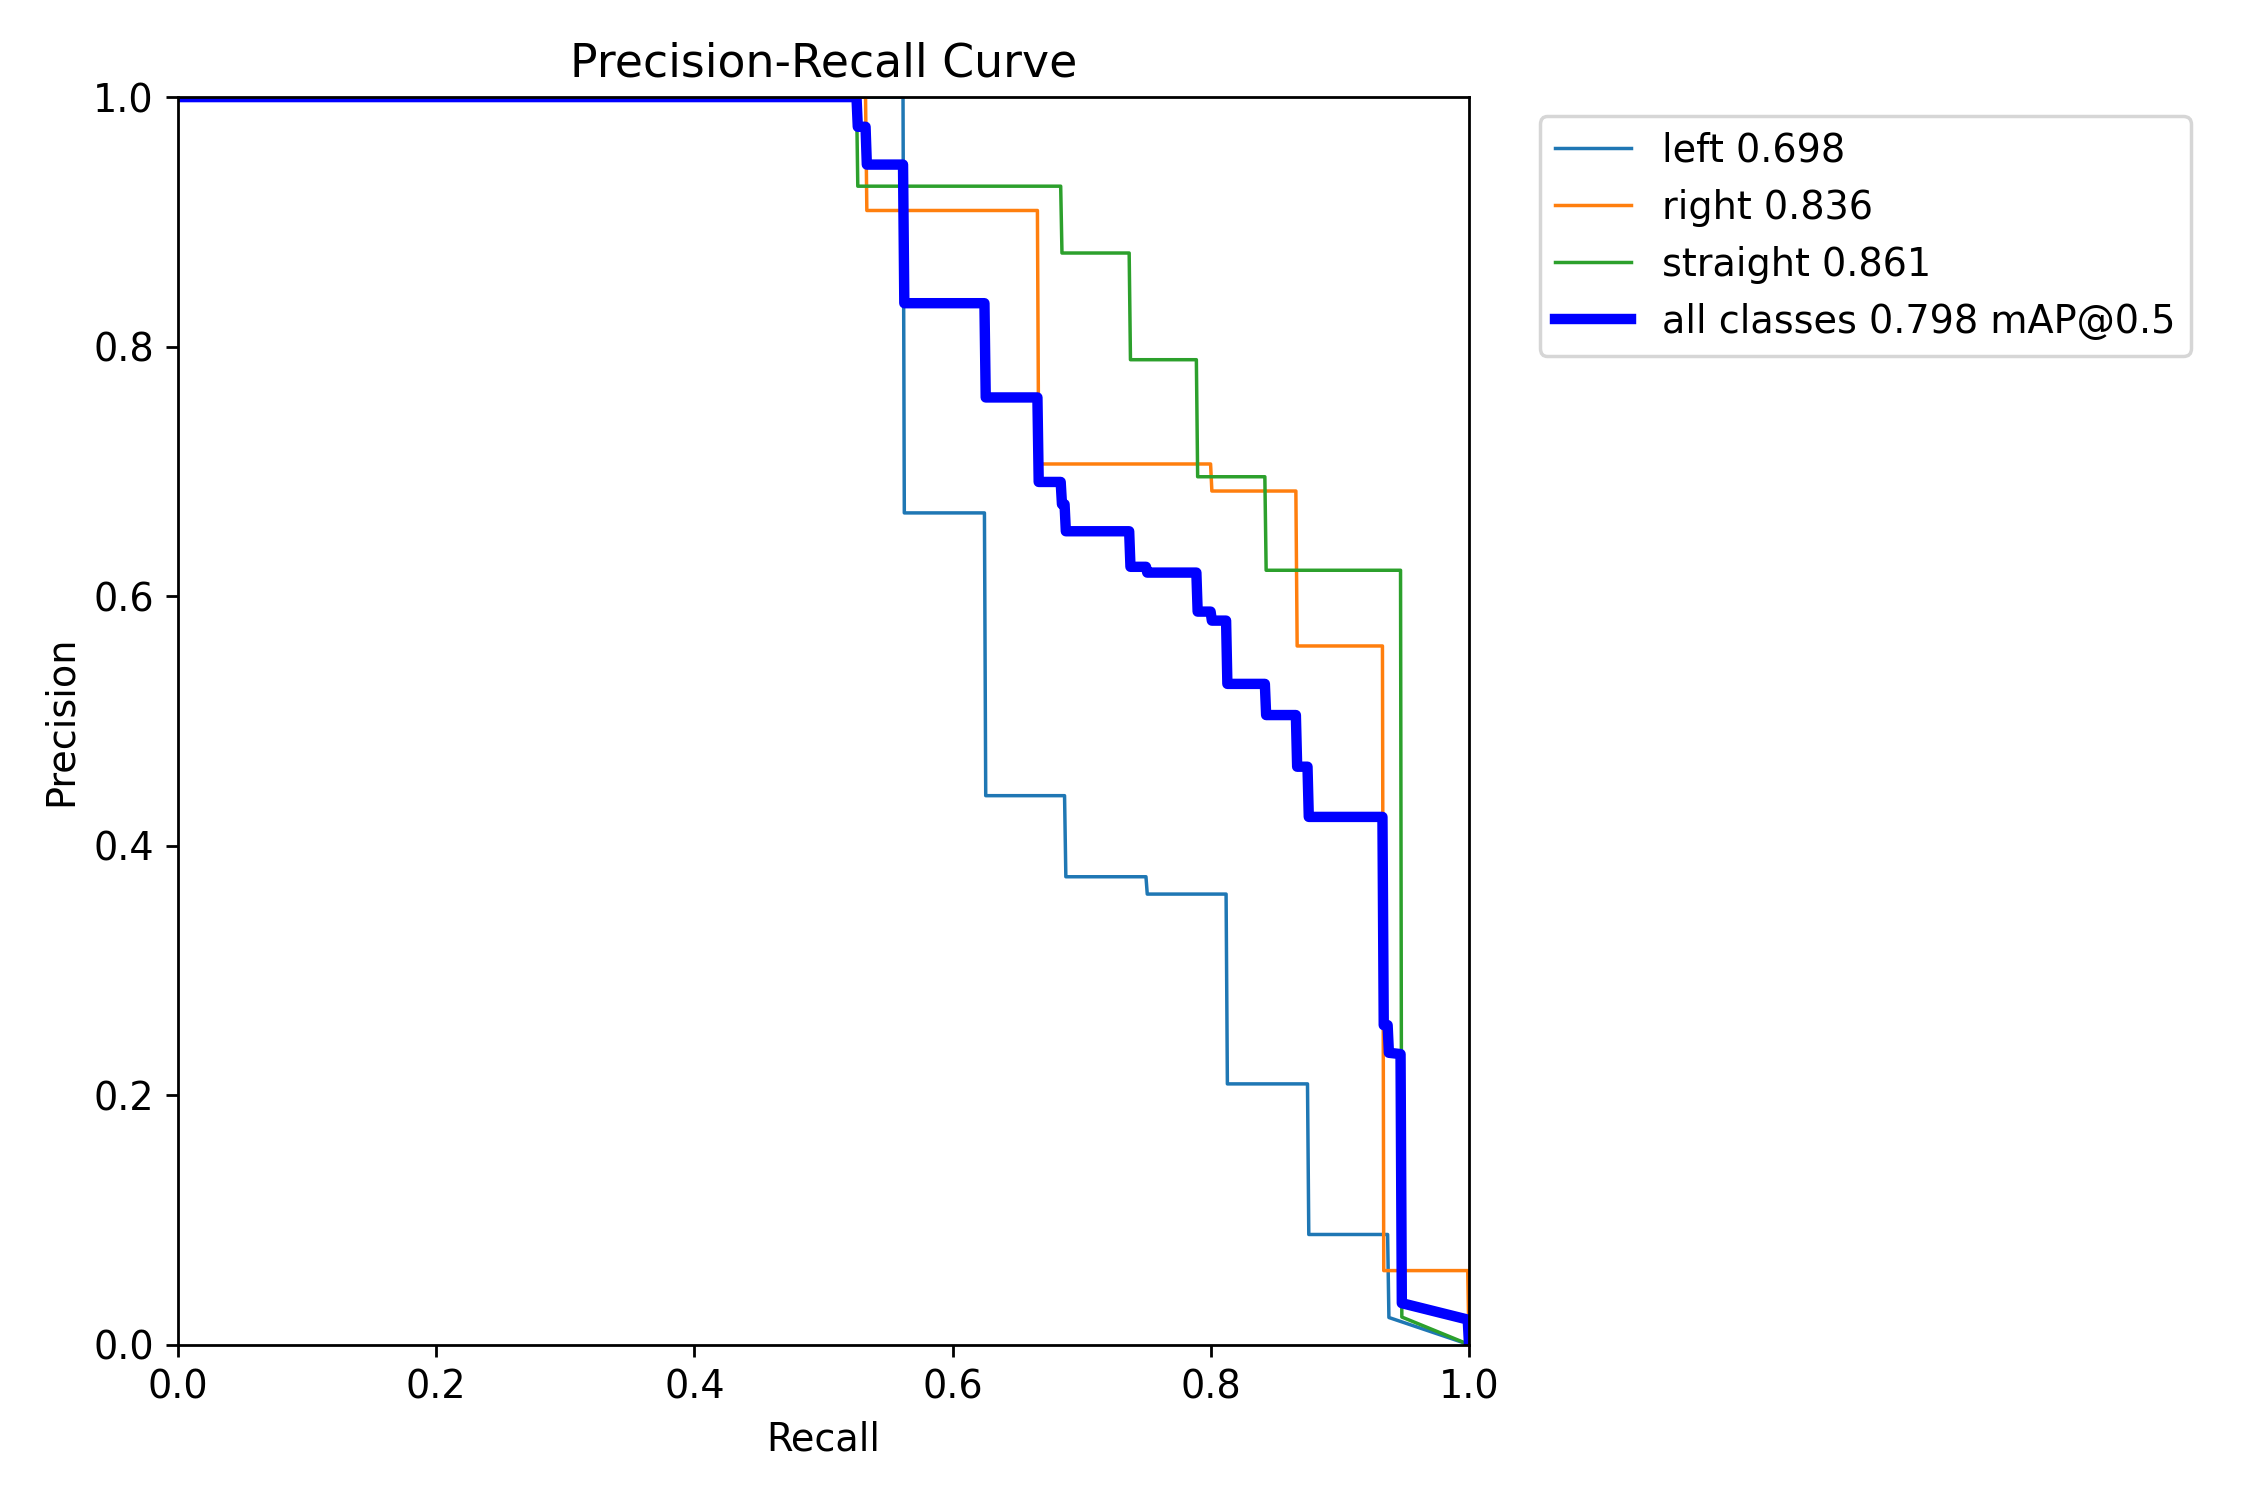 Precision-Recall Curve
1.0
0.8
0.6
0.4
0.2
0.0
Precision
0.0 0.2 0.4 0.6 0.8 1.0
Recall
left 0.698
right 0.836
straight 0.861
all classes 0.798 mAP@0.5